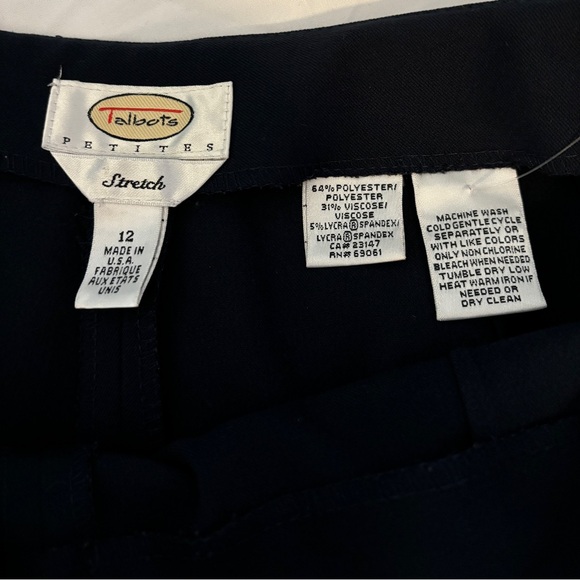 Talbots
PETITES
Stretch
12
MADE IN
U.S.A.
FABRIQUE
AUX ETATS
UNIS
64% POLYESTER/
POLYESTER
31% VISCOSE/
VISCOSE
5% LYCRA® SPANDEX/
LYCRA® SPANDEX
CA# 23147
RN# 69061
MACHINE WASH
COLD GENTLE CYCLE
SEPARATELY OR
WITH LIKE COLORS
ONLY NON CHLORINE
BLEACH WHEN NEEDED
TUMBLE DRY LOW
HEAT WARM IRON IF
NEEDED OR
DRY CLEAN